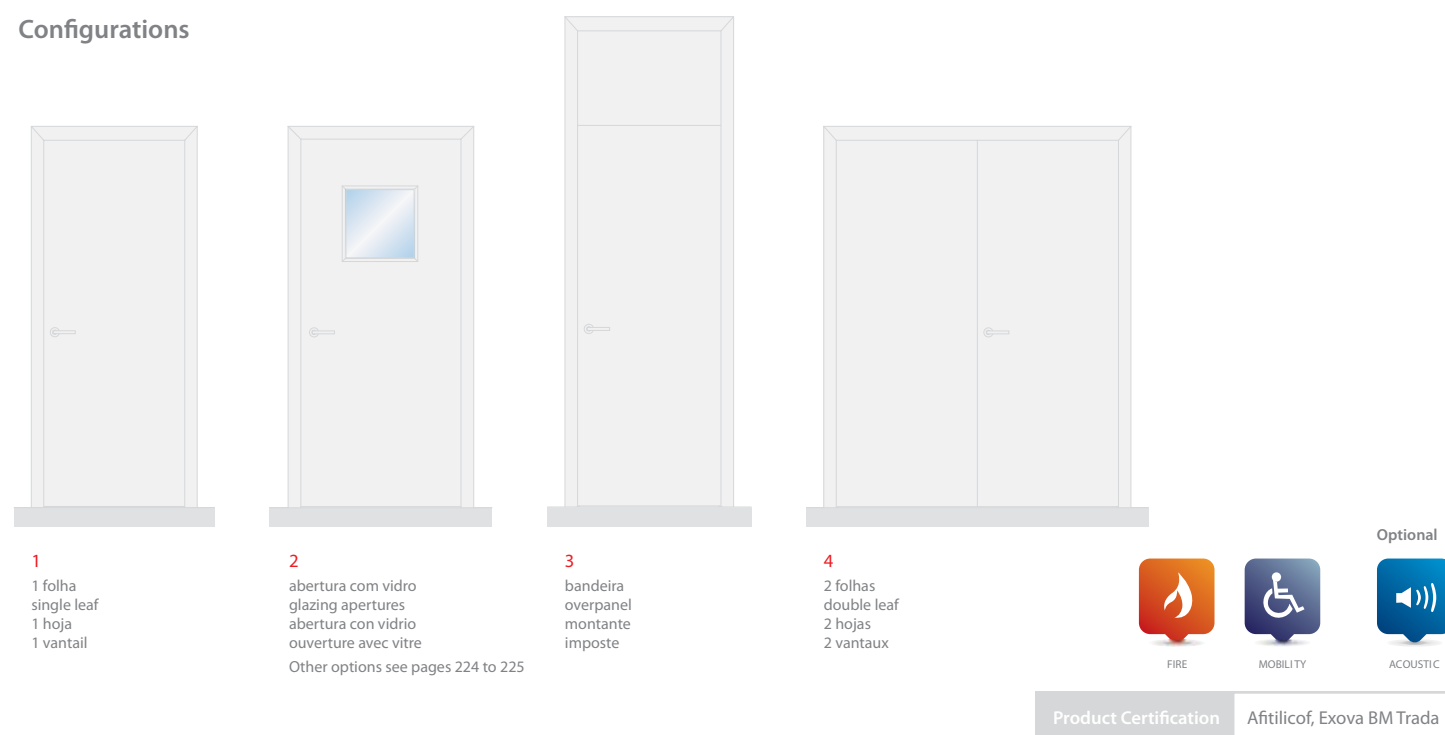 Configurations
1
1 folha
single leaf
1 hoja
1 vantail
2
abertura com vidro
glazing apertures
abertura con vidrio
ouverture avec vitre
Other options see pages 224 to 225
3
bandeira
overpanel
montante
imposte
4
2 folhas
double leaf
2 hojas
2 vantaux
Optional
FIRE
MOBILITY
ACOUSTIC
Product Certification
Afitilicof, Exova BM Trada